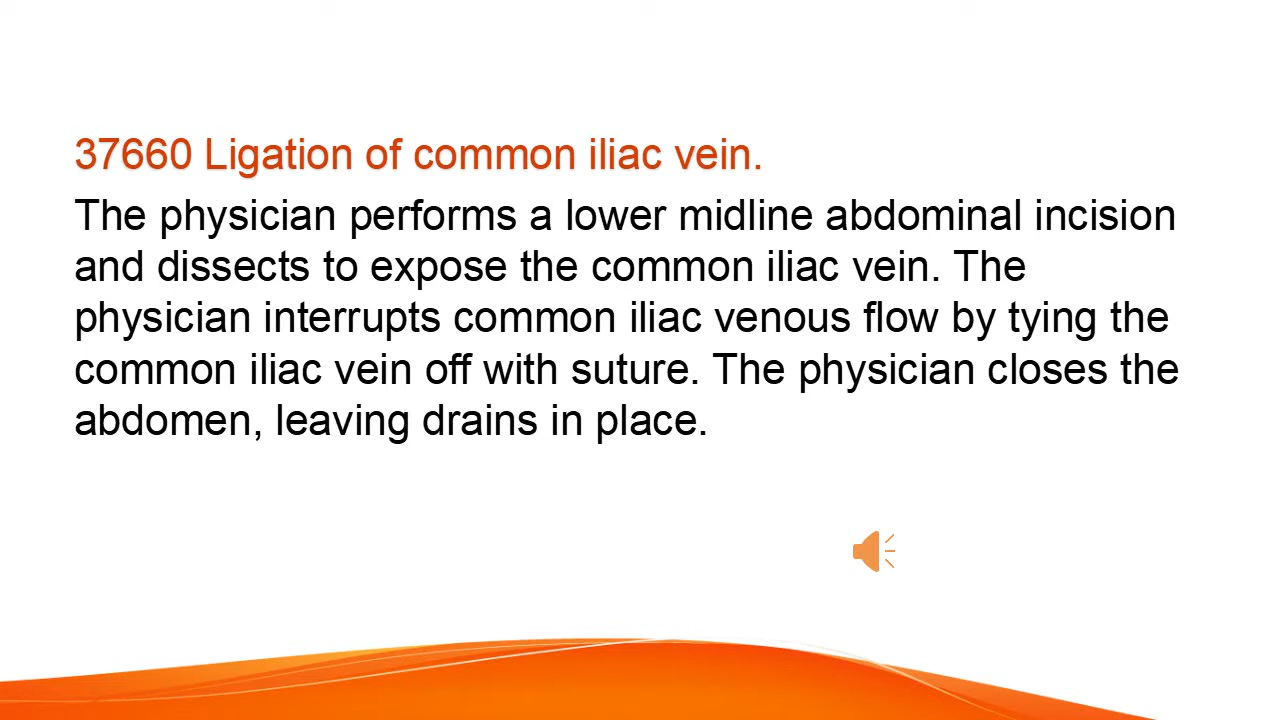 37660 Ligation of common iliac vein.
The physician performs a lower midline abdominal incision
and dissects to expose the common iliac vein. The
physician interrupts common iliac venous flow by tying the
common iliac vein off with suture. The physician closes the
abdomen, leaving drains in place.